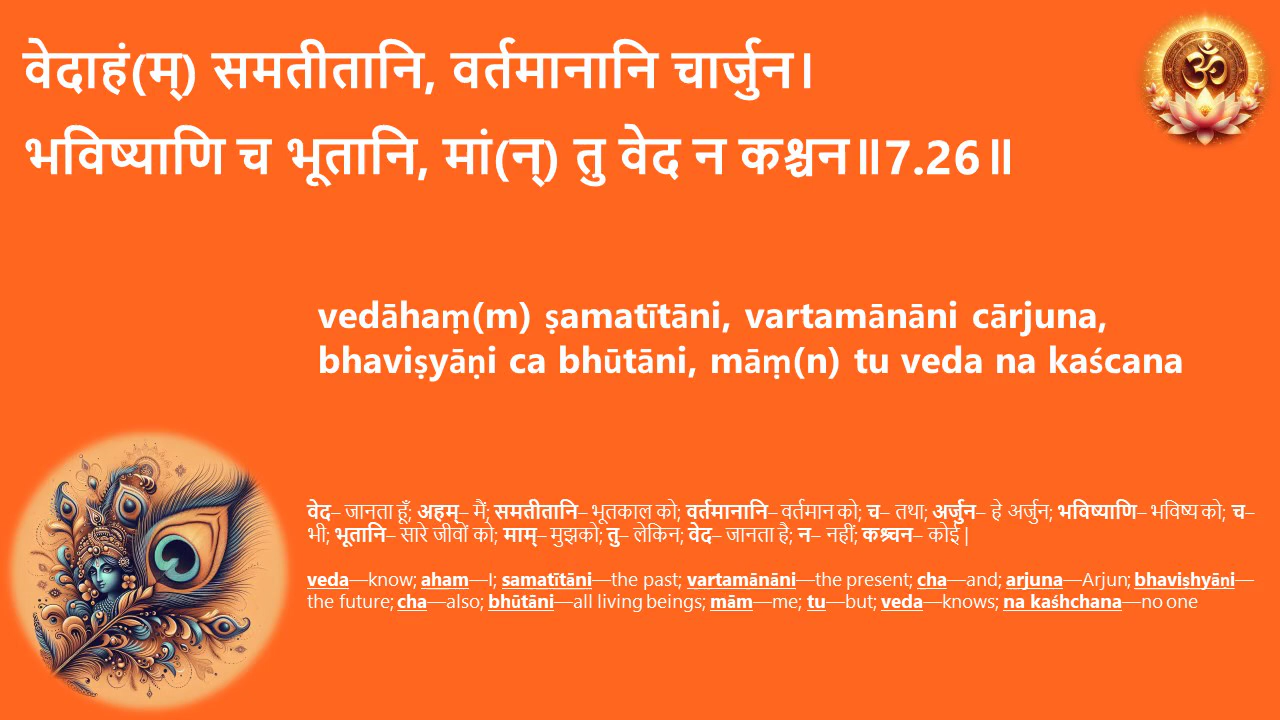 वेदाहं(म्) समतीतानि, वर्तमानानि चार्जुन।
भविष्याणि च भूतानि, मां(न्) तु वेद न कश्चन॥7.26॥
ॐ
vedāhaṃ(m) ṣamatītāni, vartamānāni cārjuna,
bhaviṣyāṇi ca bhūtāni, māṃ(n) tu veda na kaścana
वेद– जानता हूँ; अहम्– मैं; समतीतानि– भूतकाल को; वर्तमानानि– वर्तमान को; च– तथा; अर्जुन– हे अर्जुन; भविष्याणि– भविष्य को; च–
भी; भूतानि– सारे जीवों को; माम्– मुझको; तु– लेकिन; वेद– जानता है; न– नहीं; कश्र्चन– कोई |
veda—know; aham—I; samatītāni—the past; vartamānāni—the present; cha—and; arjuna—Arjun; bhaviṣhyāṇi—
the future; cha—also; bhūtāni—all living beings; mām—me; tu—but; veda—knows; na kaśhchana—no one